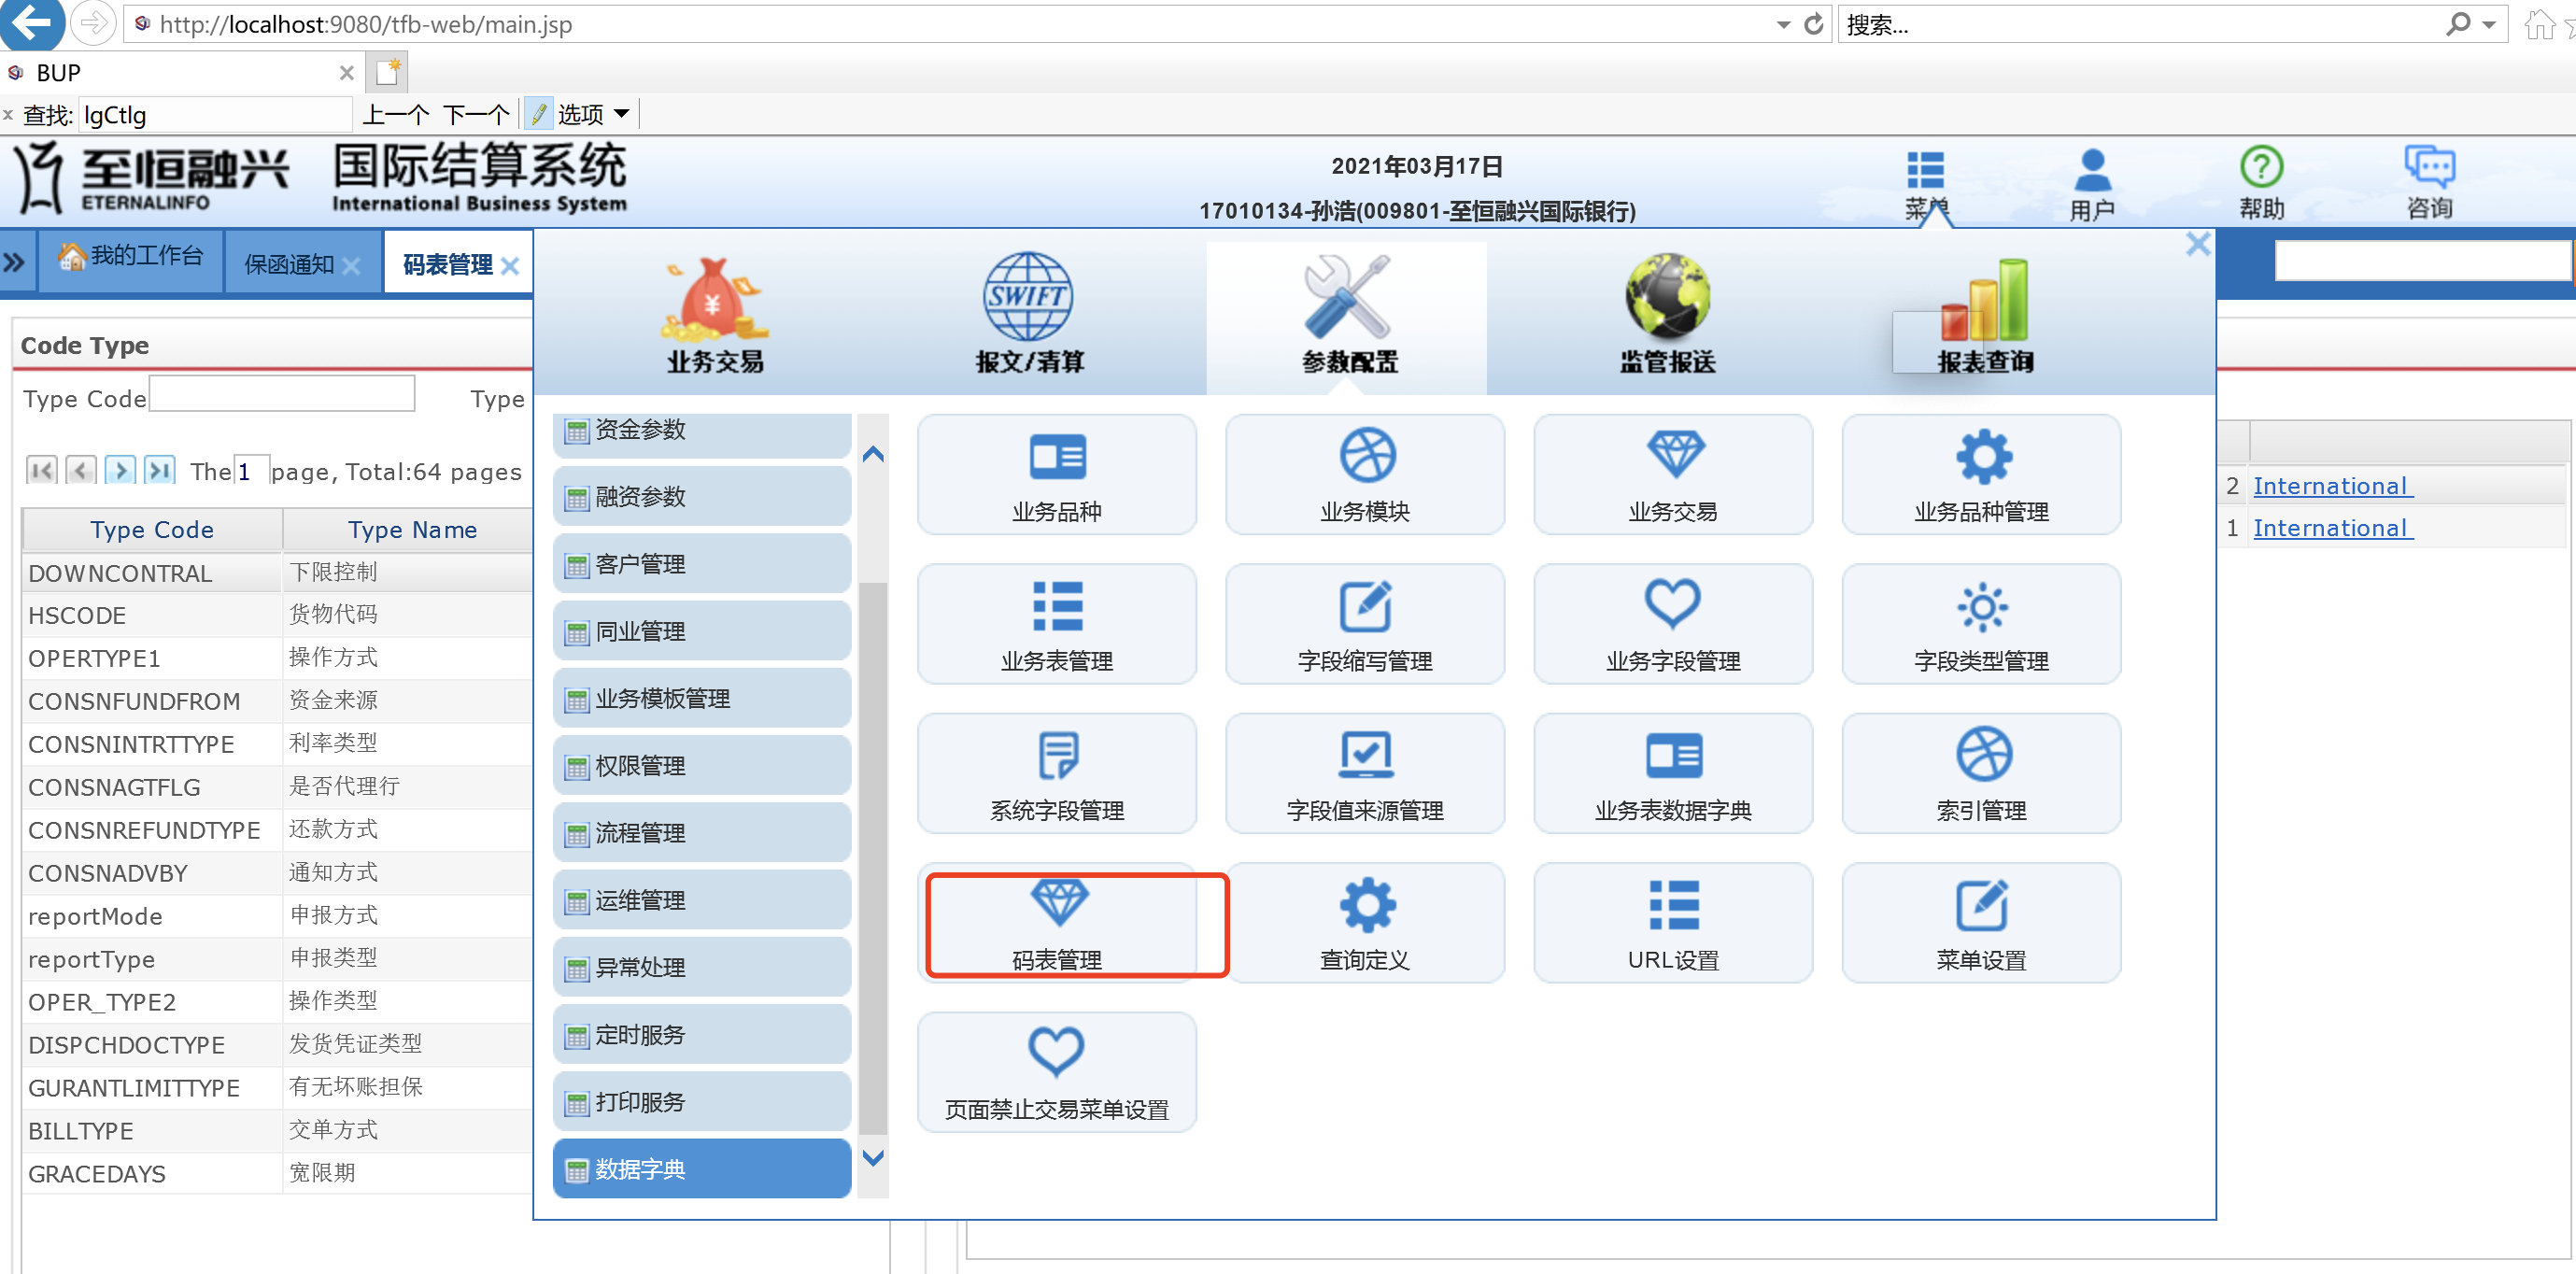 http://localhost:9080/tfb-web/main.jsp
搜索...
BUP
查找: lgCtlg 上一个 下一个 选项
至恒融兴
ETERNALINFO
国际结算系统
International Business System
2021年03月17日
17010134-孙浩(009801-至恒融兴国际银行)
菜单
用户
帮助
咨询
我的工作台
保函通知
码表管理
业务交易
报文/清算
参数配置
监管报送
报表查询
SWIFT
Code Type
Type Code
Type
The 1 page, Total:64 pages
Type Code Type Name
DOWNCONTRAL 下限控制
HSCODE 货物代码
OPERTYPE1 操作方式
CONSNFUNDFROM 资金来源
CONSNINTRTTYPE 利率类型
CONSNAGTFLG 是否代理行
CONSNREFUNDTYPE 还款方式
CONSNADVBY 通知方式
reportMode 申报方式
reportType 申报类型
OPER_TYPE2 操作类型
DISPCHDOCTYPE 发货凭证类型
GURANTLIMITTYPE 有无坏账担保
BILLTYPE 交单方式
GRACEDAYS 宽限期
资金参数
融资参数
客户管理
同业管理
业务模板管理
权限管理
流程管理
运维管理
异常处理
定时服务
打印服务
数据字典
业务品种
业务模块
业务交易
业务品种管理
业务表管理
字段缩写管理
业务字段管理
字段类型管理
系统字段管理
字段值来源管理
业务表数据字典
索引管理
码表管理
查询定义
URL设置
菜单设置
页面禁止交易菜单设置
2 International
1 International